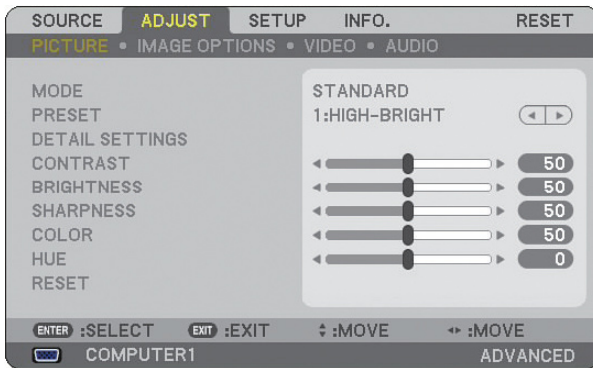 SOURCE ADJUST SETUP INFO. RESET
PICTURE • IMAGE OPTIONS • VIDEO • AUDIO
MODE STANDARD
PRESET 1:HIGH-BRIGHT
DETAIL SETTINGS
CONTRAST 50
BRIGHTNESS 50
SHARPNESS 50
COLOR 50
HUE 0
RESET
ENTER :SELECT EXIT :EXIT :MOVE :MOVE
COMPUTER1 ADVANCED